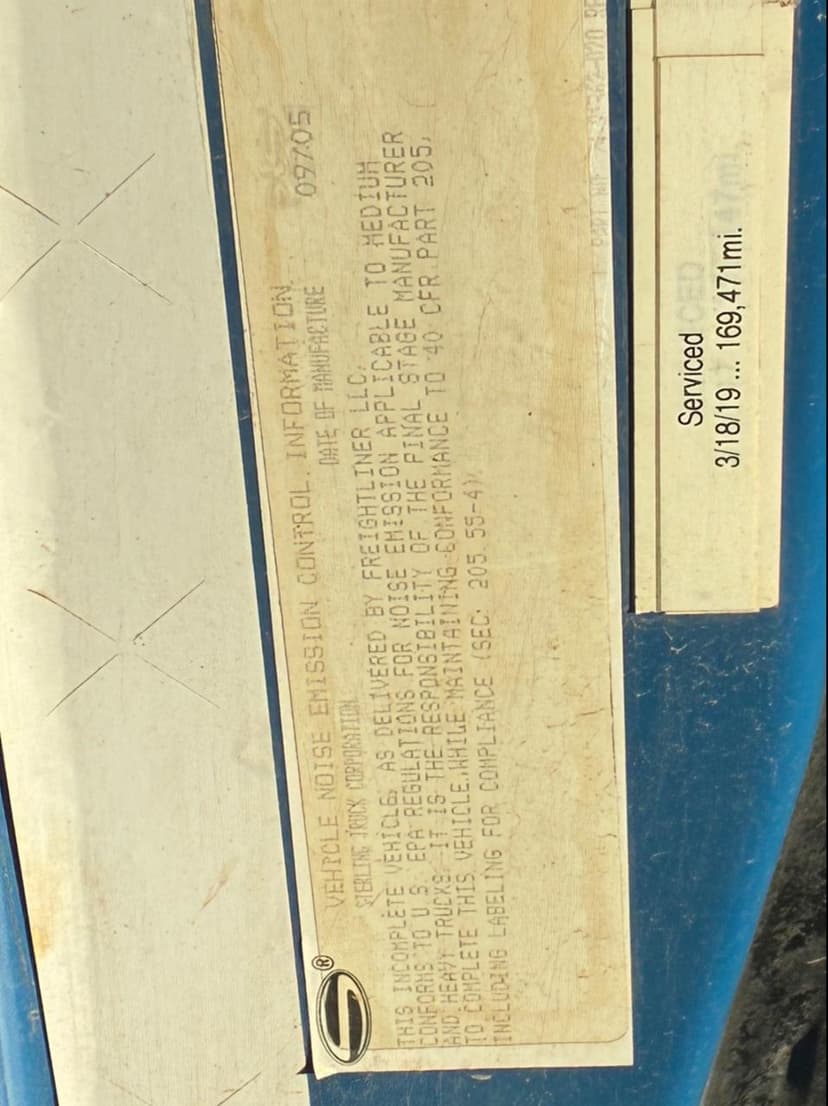 VEHICLE NOISE EMISSION CONTROL INFORMATION
STERLING TRUCK CORPORATION DATE OF MANUFACTURE 09/05
THIS INCOMPLETE VEHICLE, AS DELIVERED BY FREIGHTLINER LLC,
CONFORMS TO U.S. EPA REGULATIONS FOR NOISE EMISSION APPLICABLE TO MEDIUM
AND HEAVY TRUCKS. IT IS THE RESPONSIBILITY OF THE FINAL STAGE MANUFACTURER
TO COMPLETE THIS VEHICLE, WHILE MAINTAINING CONFORMANCE TO 40 CFR PART 205,
INCLUDING LABELING FOR COMPLIANCE (SEC. 205.55-4).
S®
Serviced
3/18/19 ... 169,471mi.